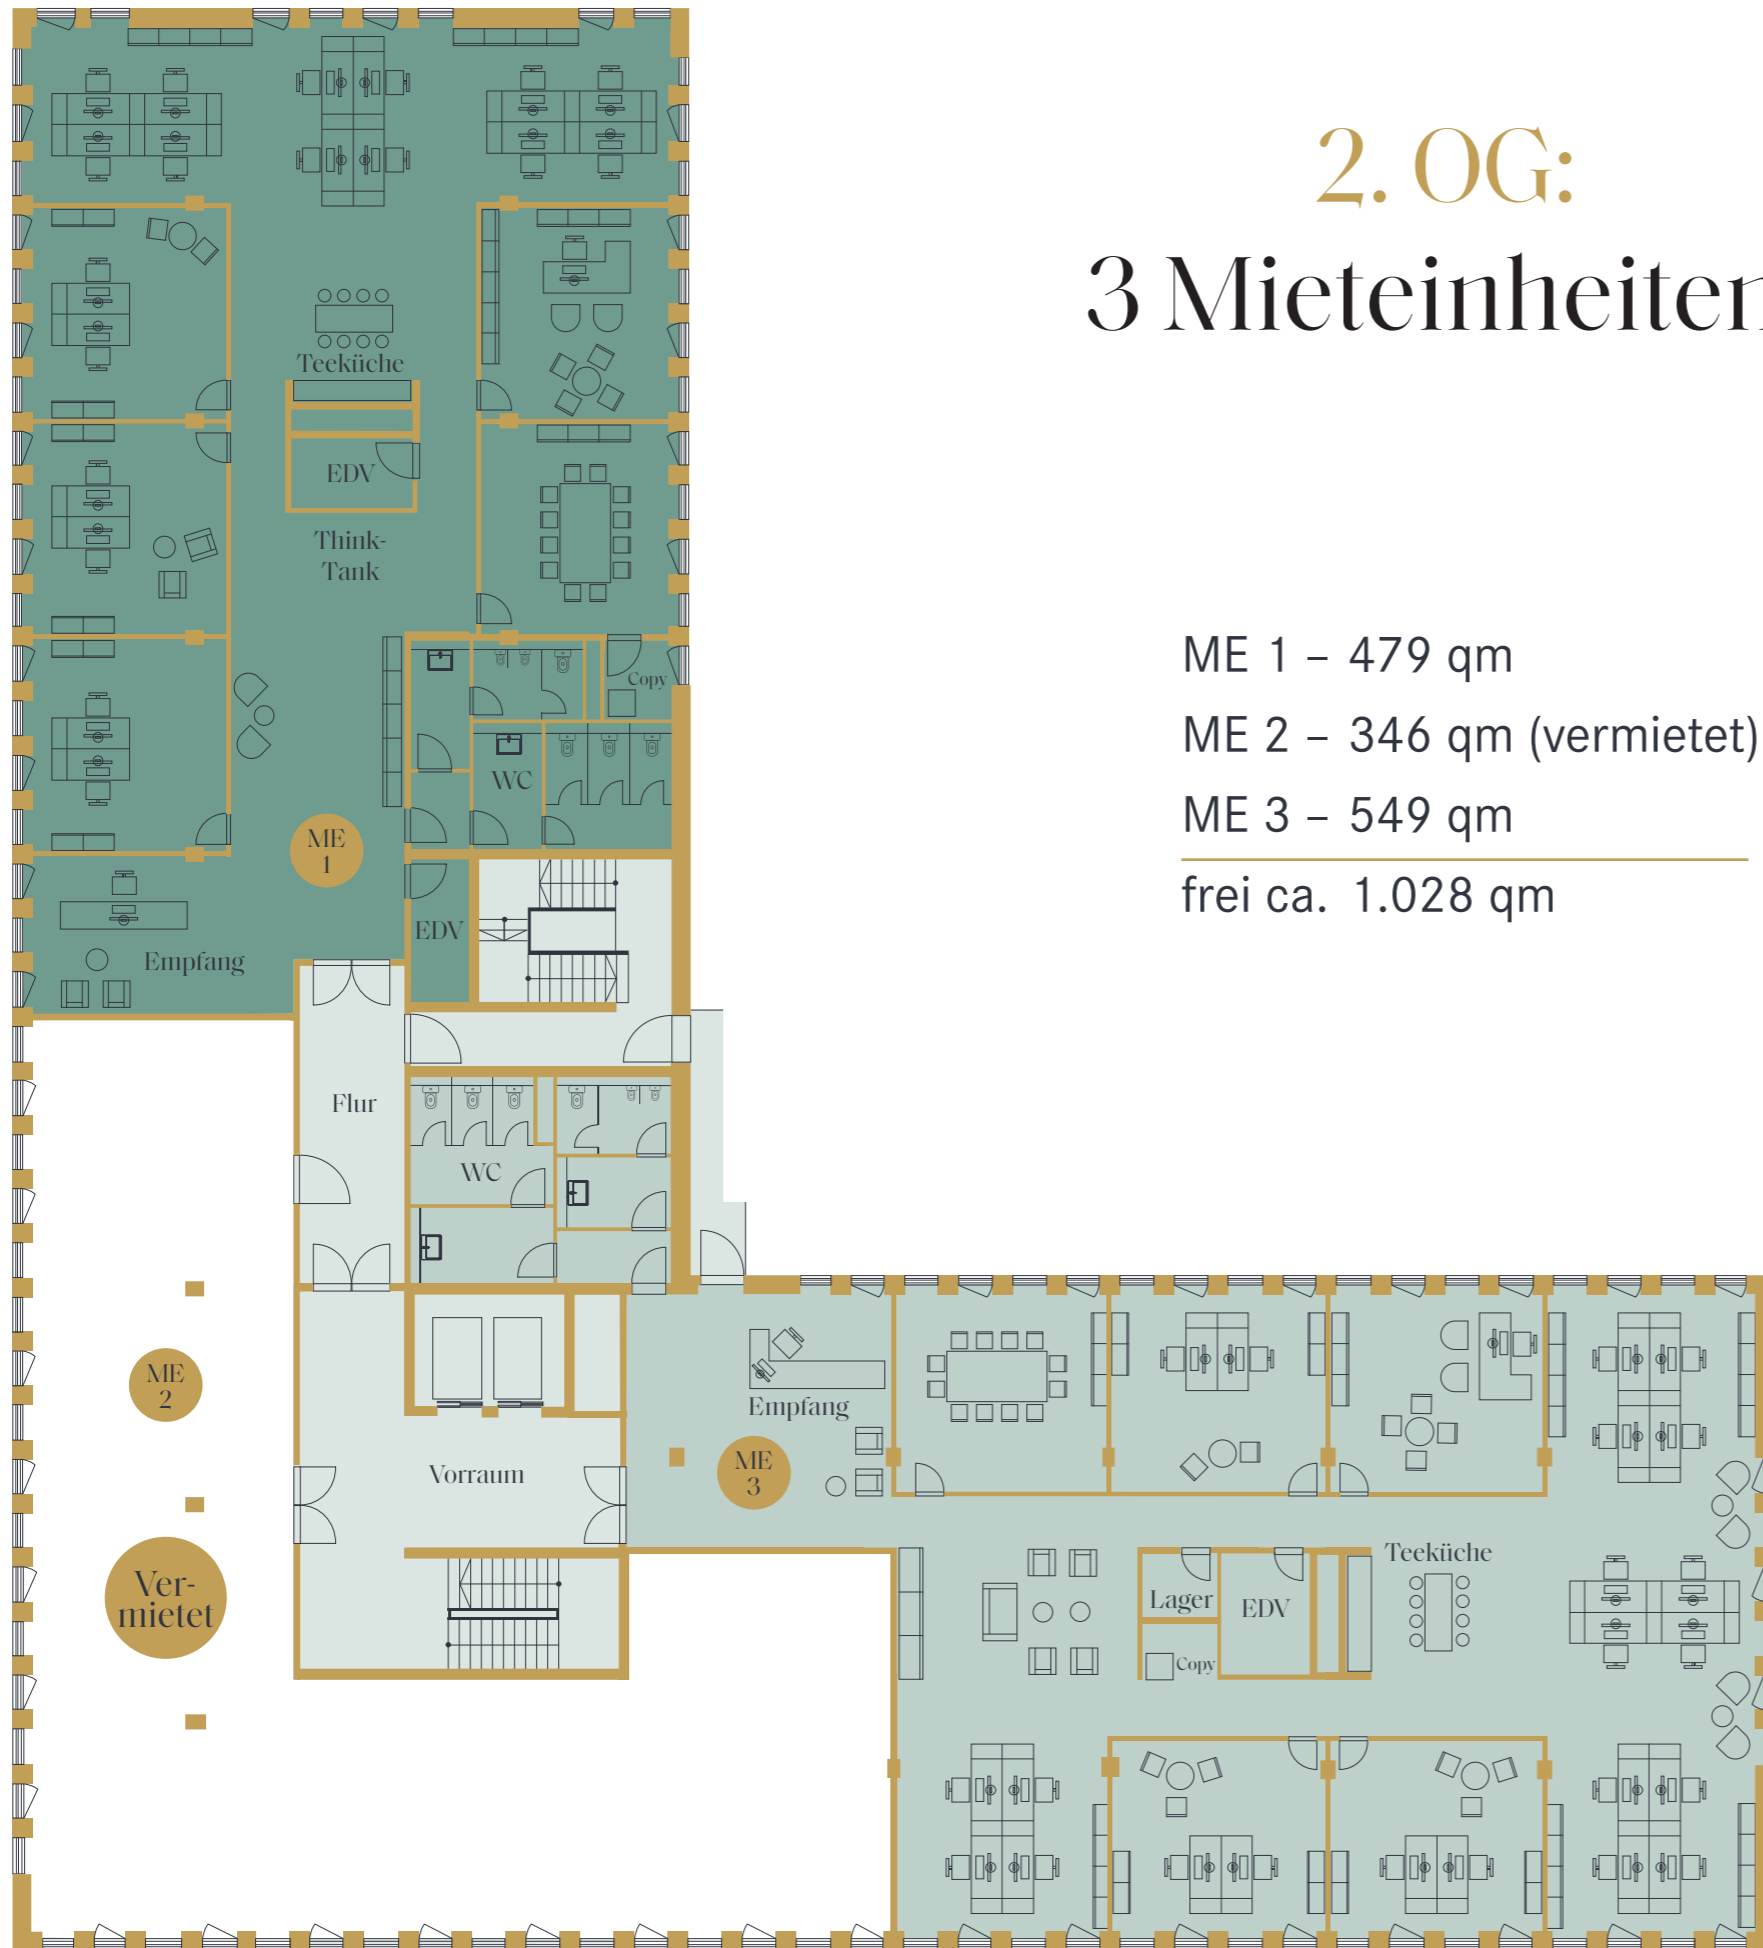 2. OG:
3 Mieteinheiten
ME 1 – 479 qm
ME 2 – 346 qm (vermietet)
ME 3 – 549 qm
frei ca. 1.028 qm
Teeküche
EDV
Think-
Tank
Copy
WC
ME
1
EDV
Empfang
Flur
WC
ME
2
Empfang
ME
3
Vorraum
Ver-
mietet
Teeküche
Lager
EDV
Copy